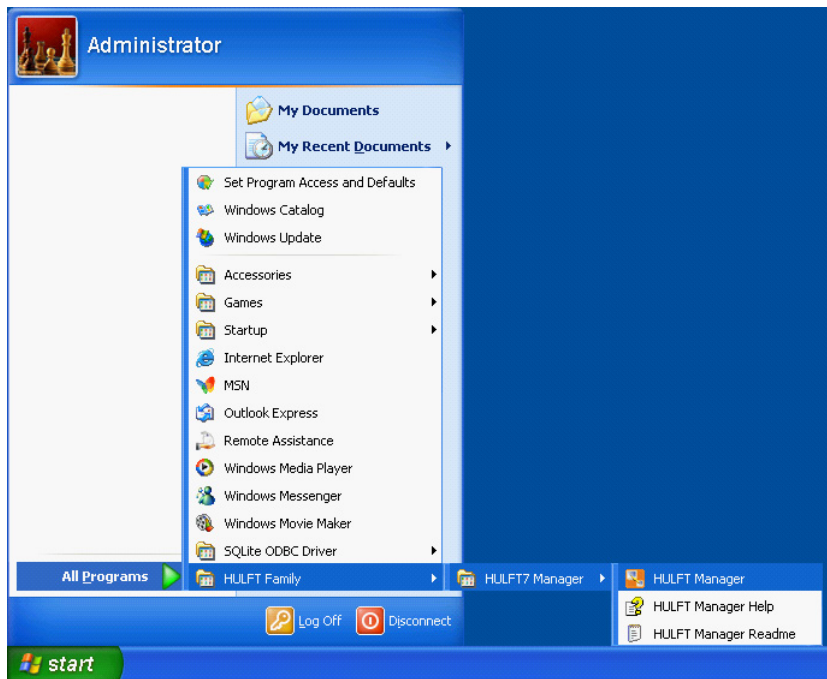 Administrator
My Documents
My Recent Documents
Set Program Access and Defaults
Windows Catalog
Windows Update
Accessories
Games
Startup
Internet Explorer
MSN
Outlook Express
Remote Assistance
Windows Media Player
Windows Messenger
Windows Movie Maker
SQLite ODBC Driver
All Programs
HULFT Family
HULFT7 Manager
HULFT Manager
HULFT Manager Help
HULFT Manager Readme
Log Off
Disconnect
start